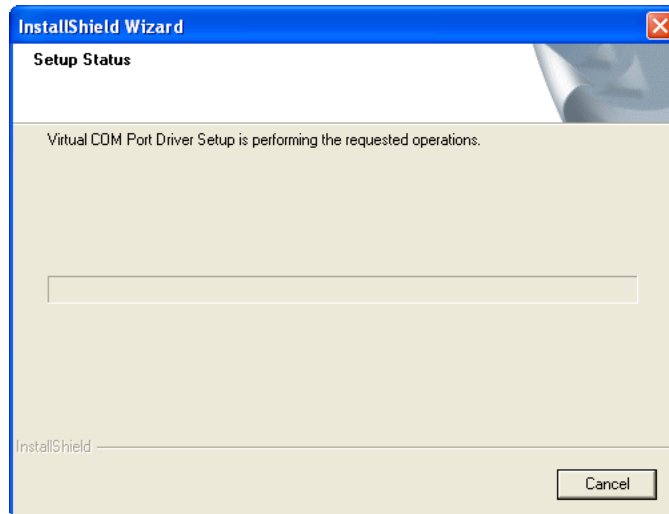 InstallShield Wizard
Setup Status
Virtual COM Port Driver Setup is performing the requested operations.
InstallShield
Cancel